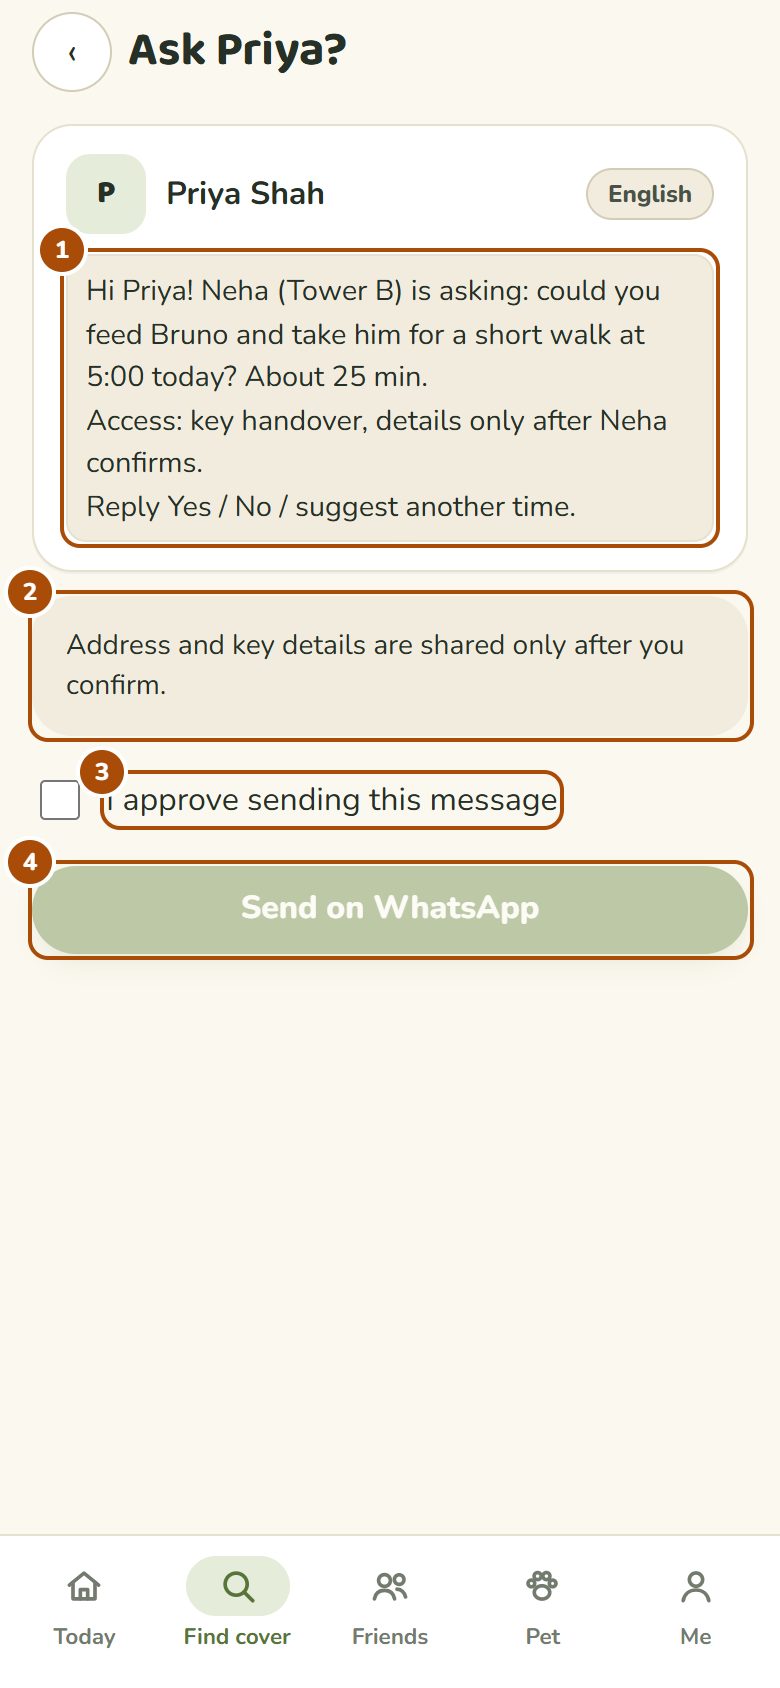 ‹
Ask Priya?
P
Priya Shah
English
1
Hi Priya! Neha (Tower B) is asking: could you
feed Bruno and take him for a short walk at
5:00 today? About 25 min.
Access: key handover, details only after Neha
confirms.
Reply Yes / No / suggest another time.
2
Address and key details are shared only after you
confirm.
3
I approve sending this message
4
Send on WhatsApp
Today
Find cover
Friends
Pet
Me